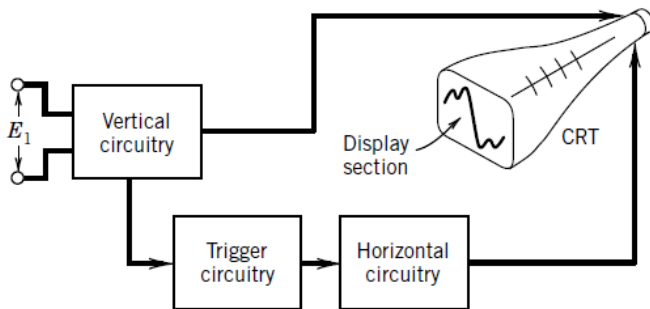 E1
Vertical
circuitry
Display
section
CRT
Trigger
circuitry
Horizontal
circuitry